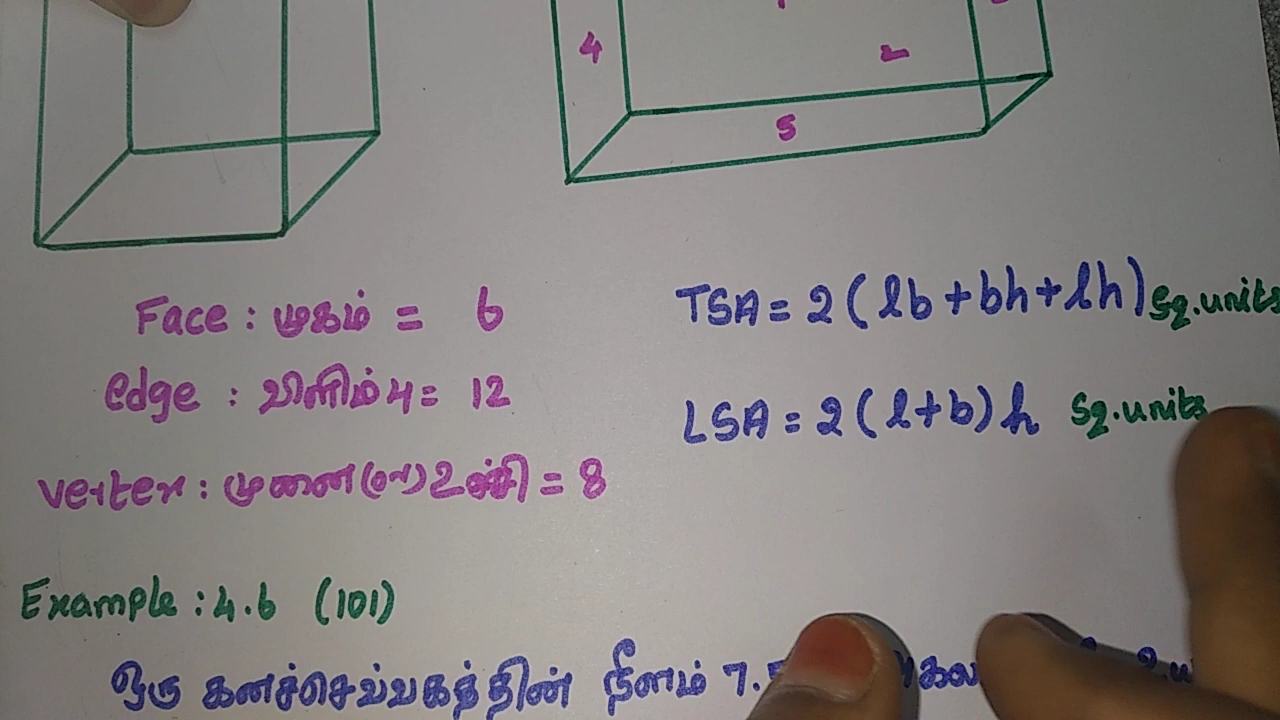 4
2
5
Face : முகம் = 6
TSA = 2 ( lb + bh + lh ) Sq.units
edge : விளிம்பு = 12
LSA = 2 ( l + b ) h Sq.units
vertex : முனை (or) உச்சி = 8
Example : 4.6 (101)
ஒரு கனச்செவ்வகத்தின் நீளம்